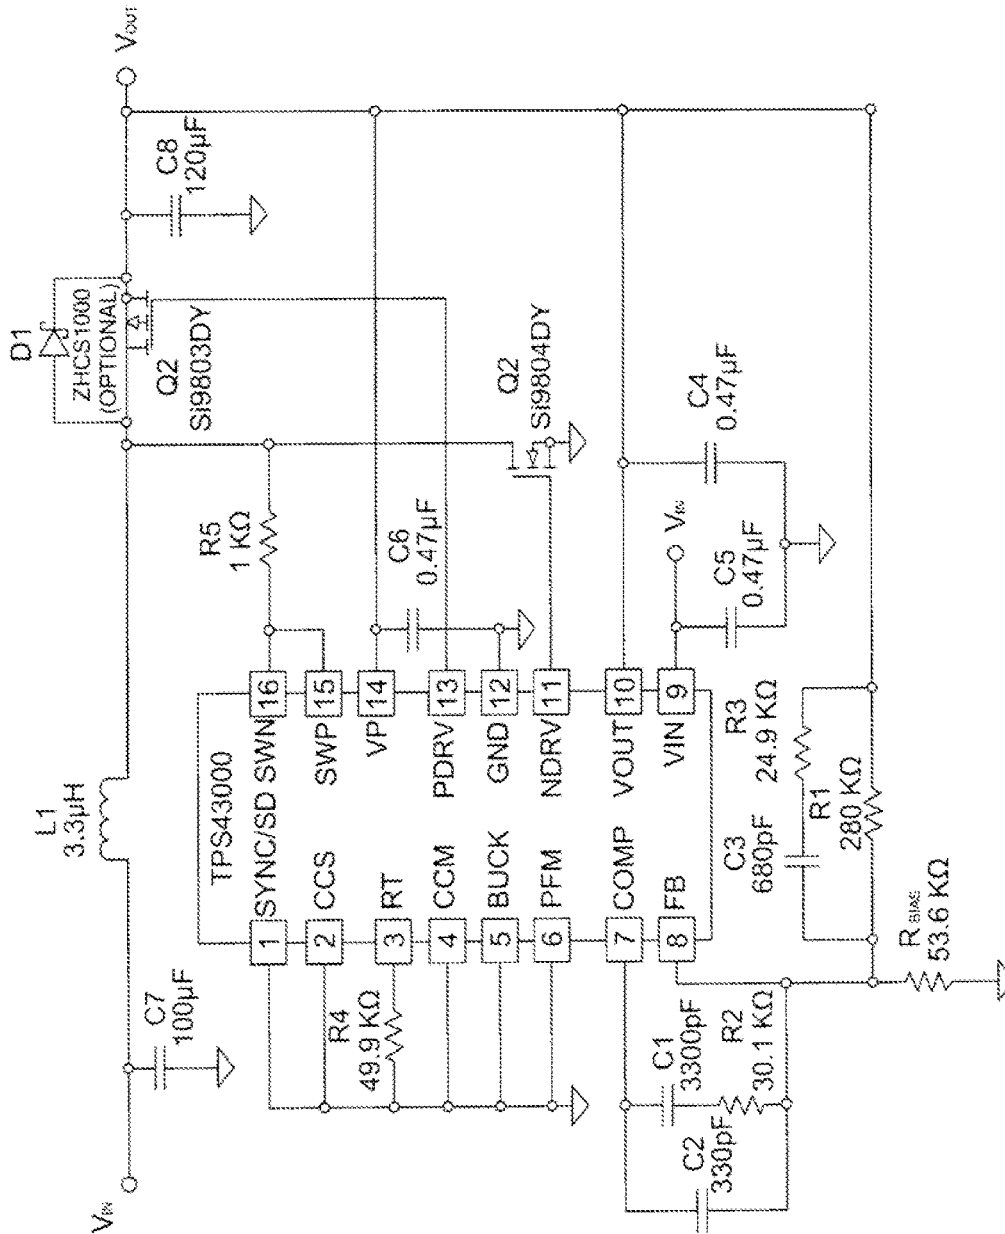 V_IN
C7
100μF
L1
3.3μH
D1
ZHCS1000
(OPTIONAL)
Q2
Si9803DY
C8
120μF
V_OUT
TPS43000
1 SYNC/SD
SWN 16
2 CCS
SWP 15
3 RT
VP 14
4 CCM
PDRV 13
5 BUCK
GND 12
6 PFM
NDRV 11
7 COMP
VOUT 10
8 FB
VIN 9
R4
49.9 KΩ
R5
1 KΩ
C6
0.47μF
Q2
Si9804DY
V_IN
C4
0.47μF
C5
0.47μF
C1
3300pF
R2
30.1 KΩ
C2
330pF
C3
680pF
R3
24.9 KΩ
R1
280 KΩ
R_BIAS
53.6 KΩ